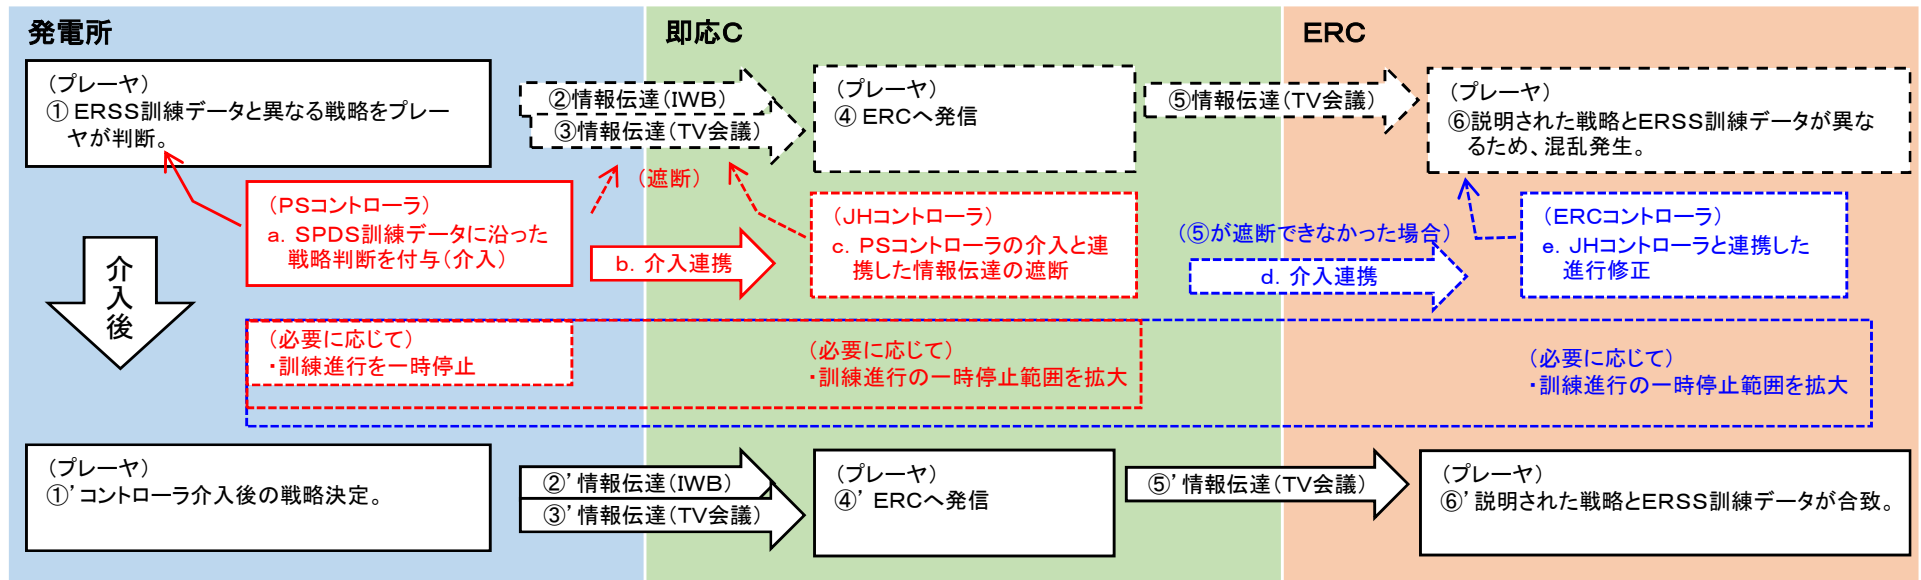 発電所
即応C
ERC
（プレーヤ）
① ERSS訓練データと異なる戦略をプレー
ヤが判断。
②情報伝達（IWB）
③情報伝達（TV会議）
（プレーヤ）
④ ERCへ発信
⑤情報伝達（TV会議）
（プレーヤ）
⑥説明された戦略とERSS訓練データが異な
るため、混乱発生。
（遮断）
（PSコントローラ）
a．SPDS訓練データに沿った
戦略判断を付与（介入）
b．介入連携
（JHコントローラ）
c．PSコントローラの介入と連
携した情報伝達の遮断
（⑤が遮断できなかった場合）
d．介入連携
（ERCコントローラ）
e．JHコントローラと連携した
進行修正
介入後
（必要に応じて）
・訓練進行を一時停止
（必要に応じて）
・訓練進行の一時停止範囲を拡大
（必要に応じて）
・訓練進行の一時停止範囲を拡大
（プレーヤ）
①’コントローラ介入後の戦略決定。
②’情報伝達（IWB）
③’情報伝達（TV会議）
（プレーヤ）
④’ERCへ発信
⑤’情報伝達（TV会議）
（プレーヤ）
⑥’説明された戦略とERSS訓練データが合致。